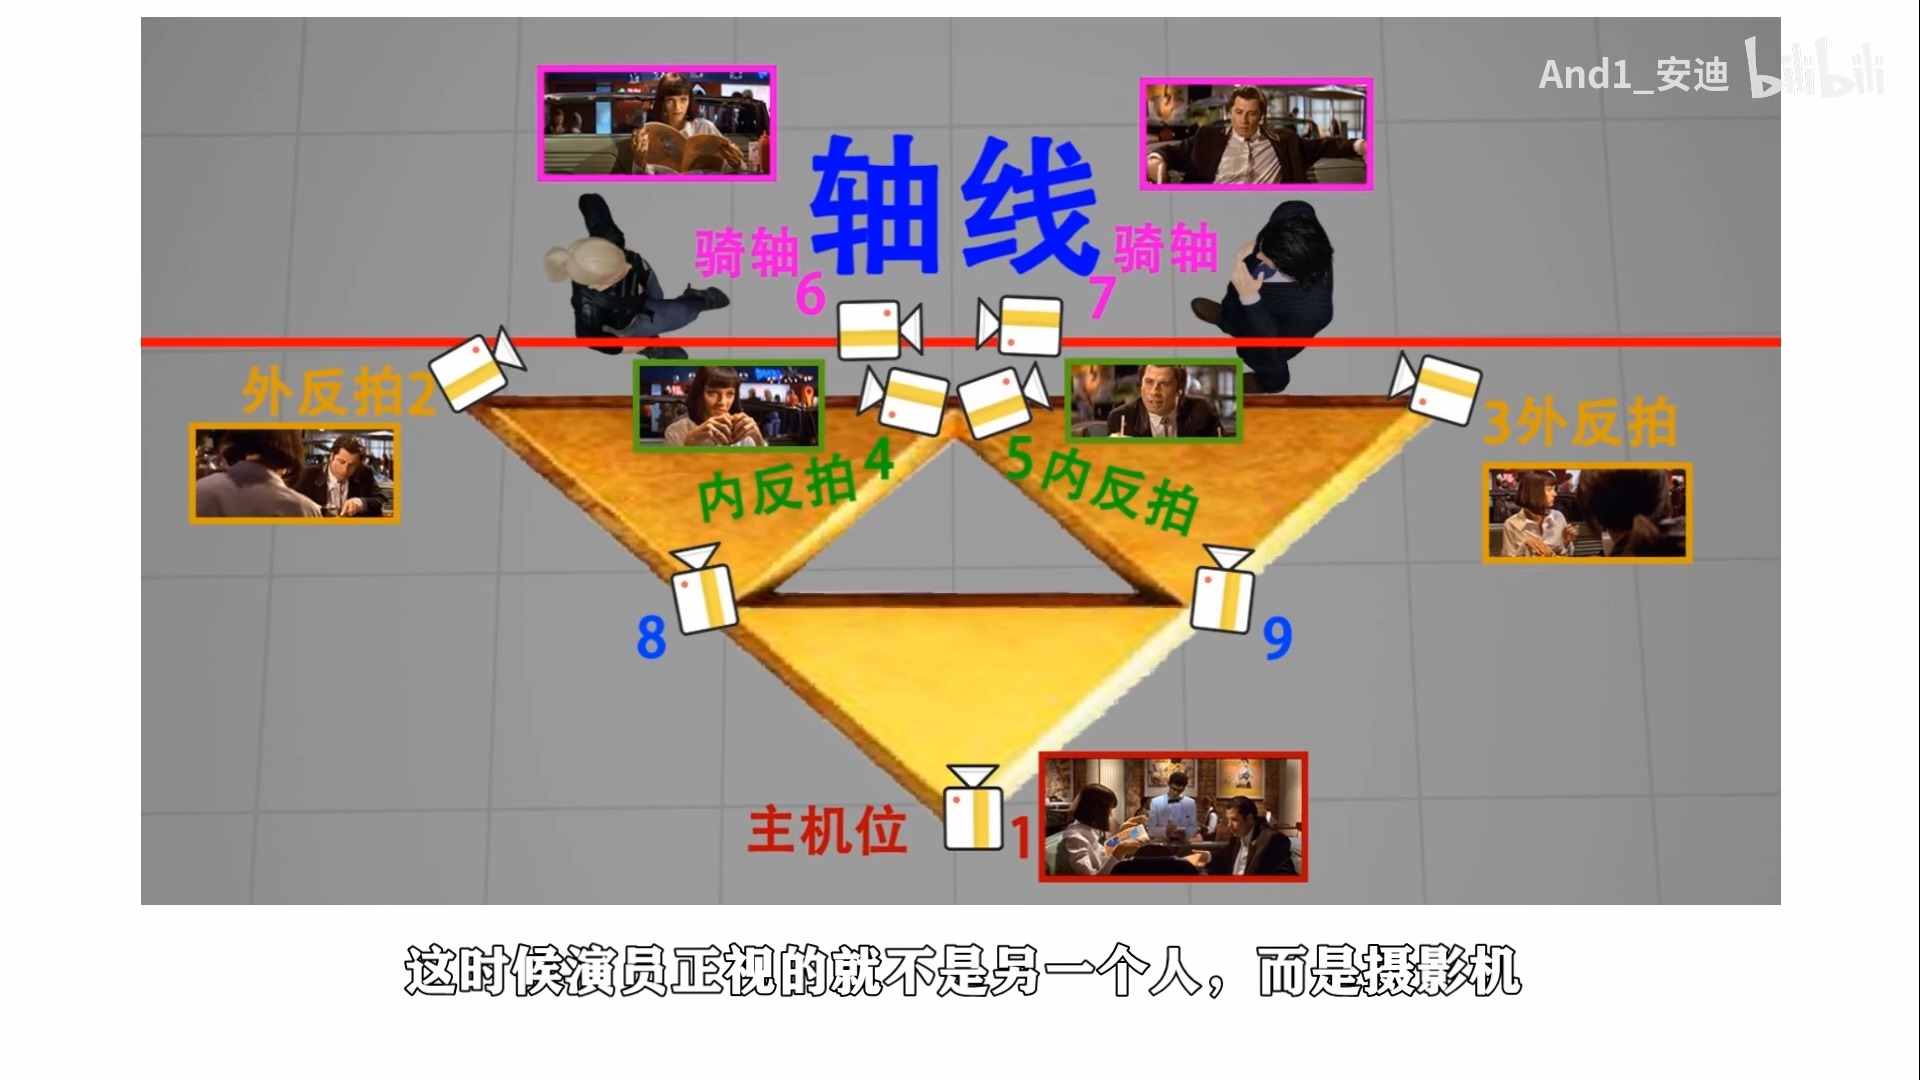 And1_安迪 bilibili
轴线
骑轴
6
7
骑轴
外反拍2
3外反拍
内反拍4
5内反拍
8
9
主机位
1
这时候演员正视的就不是另一个人，而是摄影机